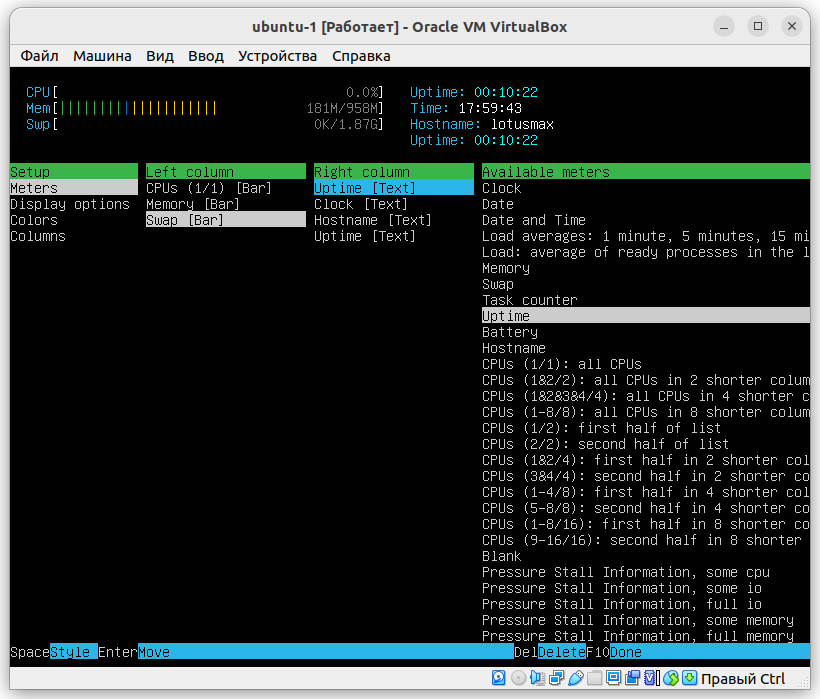 ubuntu-1 [Работает] - Oracle VM VirtualBox
Файл Машина Вид Ввод Устройства Справка
CPU[ 0.0%] Uptime: 00:10:22
Mem[|||||||||||||||||||| 181M/958M] Time: 17:59:43
Swp[ 0K/1.87G] Hostname: lotusmax
Uptime: 00:10:22
Setup Left column Right column Available meters
Meters CPUs (1/1) [Bar] Uptime [Text] Clock
Display options Memory [Bar] Clock [Text] Date
Colors Swap [Bar] Hostname [Text] Date and Time
Columns Uptime [Text] Load averages: 1 minute, 5 minutes, 15 mi
Load: average of ready processes in the l
Memory
Swap
Task counter
Uptime
Battery
Hostname
CPUs (1/1): all CPUs
CPUs (1&2/2): all CPUs in 2 shorter colum
CPUs (1&2&3&4/4): all CPUs in 4 shorter c
CPUs (1-8/8): all CPUs in 8 shorter colum
CPUs (1/2): first half of list
CPUs (2/2): second half of list
CPUs (1&2/4): first half in 2 shorter col
CPUs (3&4/4): second half in 2 shorter co
CPUs (1-4/8): first half in 4 shorter col
CPUs (5-8/8): second half in 4 shorter co
CPUs (1-8/16): first half in 8 shorter co
CPUs (9-16/16): second half in 8 shorter
Blank
Pressure Stall Information, some cpu
Pressure Stall Information, some io
Pressure Stall Information, full io
Pressure Stall Information, some memory
Pressure Stall Information, full memory
SpaceStyle EnterMove DelDeleteF10Done
Правый Ctrl